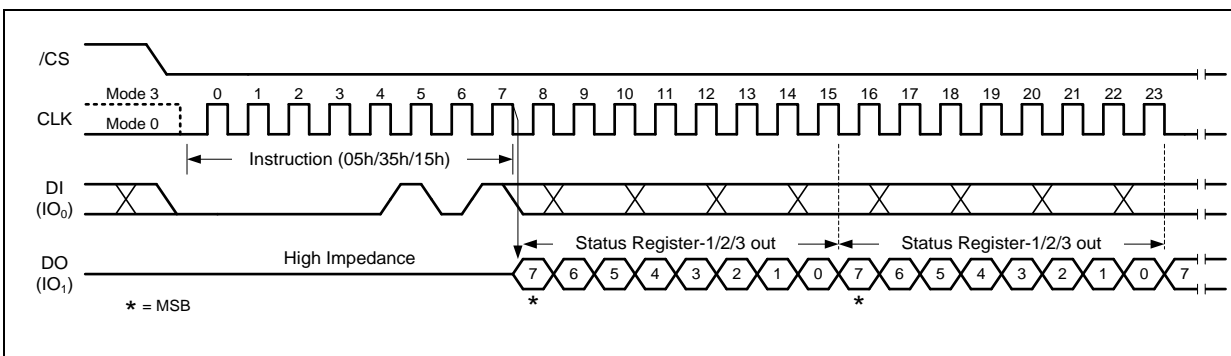 /CS
Mode 3
0 1 2 3 4 5 6 7 8 9 10 11 12 13 14 15 16 17 18 19 20 21 22 23
CLK
Mode 0
Instruction (05h/35h/15h)
DI
(IO0)
Status Register-1/2/3 out Status Register-1/2/3 out
High Impedance
DO
(IO1)
7 6 5 4 3 2 1 0 7 6 5 4 3 2 1 0 7
* *
* = MSB